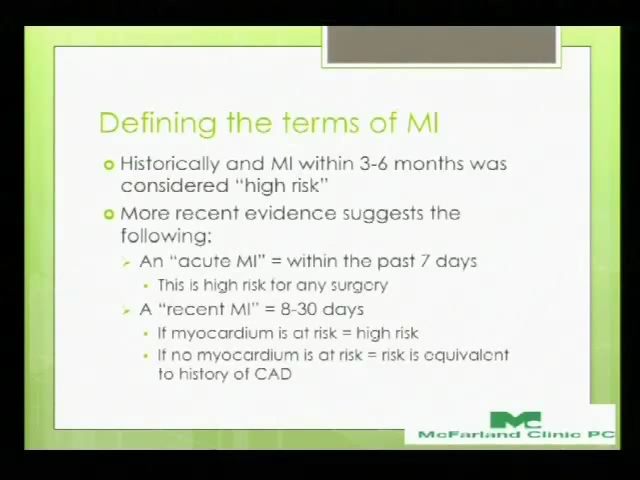 Defining the terms of MI
Historically and MI within 3-6 months was
considered "high risk"
More recent evidence suggests the
following:
An "acute MI" = within the past 7 days
This is high risk for any surgery
A "recent MI" = 8-30 days
If myocardium is at risk = high risk
If no myocardium is at risk = risk is equivalent
to history of CAD
MC
McFarland Clinic PC